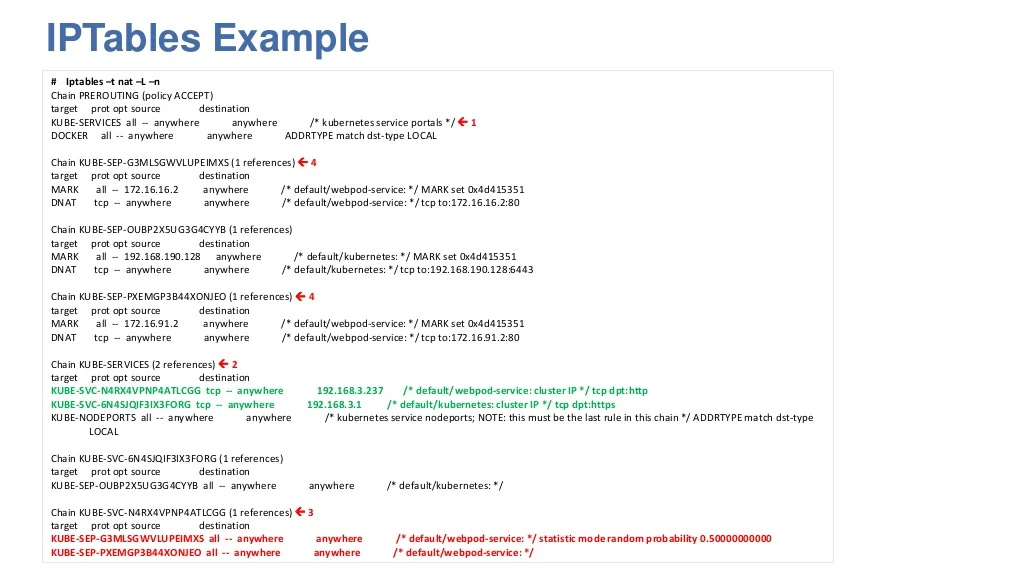 IPTables Example
# Iptables –t nat –L –n
Chain PREROUTING (policy ACCEPT)
target prot opt source destination
KUBE-SERVICES all -- anywhere anywhere /* kubernetes service portals */ 🡸 1
DOCKER all -- anywhere anywhere ADDRTYPE match dst-type LOCAL
Chain KUBE-SEP-G3MLSGWVLUPEIMXS (1 references) 🡸 4
target prot opt source destination
MARK all -- 172.16.16.2 anywhere /* default/webpod-service: */ MARK set 0x4d415351
DNAT tcp -- anywhere anywhere /* default/webpod-service: */ tcp to:172.16.16.2:80
Chain KUBE-SEP-OUBP2X5UG3G4CYYB (1 references)
target prot opt source destination
MARK all -- 192.168.190.128 anywhere /* default/kubernetes: */ MARK set 0x4d415351
DNAT tcp -- anywhere anywhere /* default/kubernetes: */ tcp to:192.168.190.128:6443
Chain KUBE-SEP-PXEMGP3B44XONJEO (1 references) 🡸 4
target prot opt source destination
MARK all -- 172.16.91.2 anywhere /* default/webpod-service: */ MARK set 0x4d415351
DNAT tcp -- anywhere anywhere /* default/webpod-service: */ tcp to:172.16.91.2:80
Chain KUBE-SERVICES (2 references) 🡸 2
target prot opt source destination
KUBE-SVC-N4RX4VPNP4ATLCGG tcp -- anywhere 192.168.3.237 /* default/webpod-service: cluster IP */ tcp dpt:http
KUBE-SVC-6N4SJQIF3IX3FORG tcp -- anywhere 192.168.3.1 /* default/kubernetes: cluster IP */ tcp dpt:https
KUBE-NODEPORTS all -- anywhere anywhere /* kubernetes service nodeports; NOTE: this must be the last rule in this chain */ ADDRTYPE match dst-type
LOCAL
Chain KUBE-SVC-6N4SJQIF3IX3FORG (1 references)
target prot opt source destination
KUBE-SEP-OUBP2X5UG3G4CYYB all -- anywhere anywhere /* default/kubernetes: */
Chain KUBE-SVC-N4RX4VPNP4ATLCGG (1 references) 🡸 3
target prot opt source destination
KUBE-SEP-G3MLSGWVLUPEIMXS all -- anywhere anywhere /* default/webpod-service: */ statistic mode random probability 0.50000000000
KUBE-SEP-PXEMGP3B44XONJEO all -- anywhere anywhere /* default/webpod-service: */